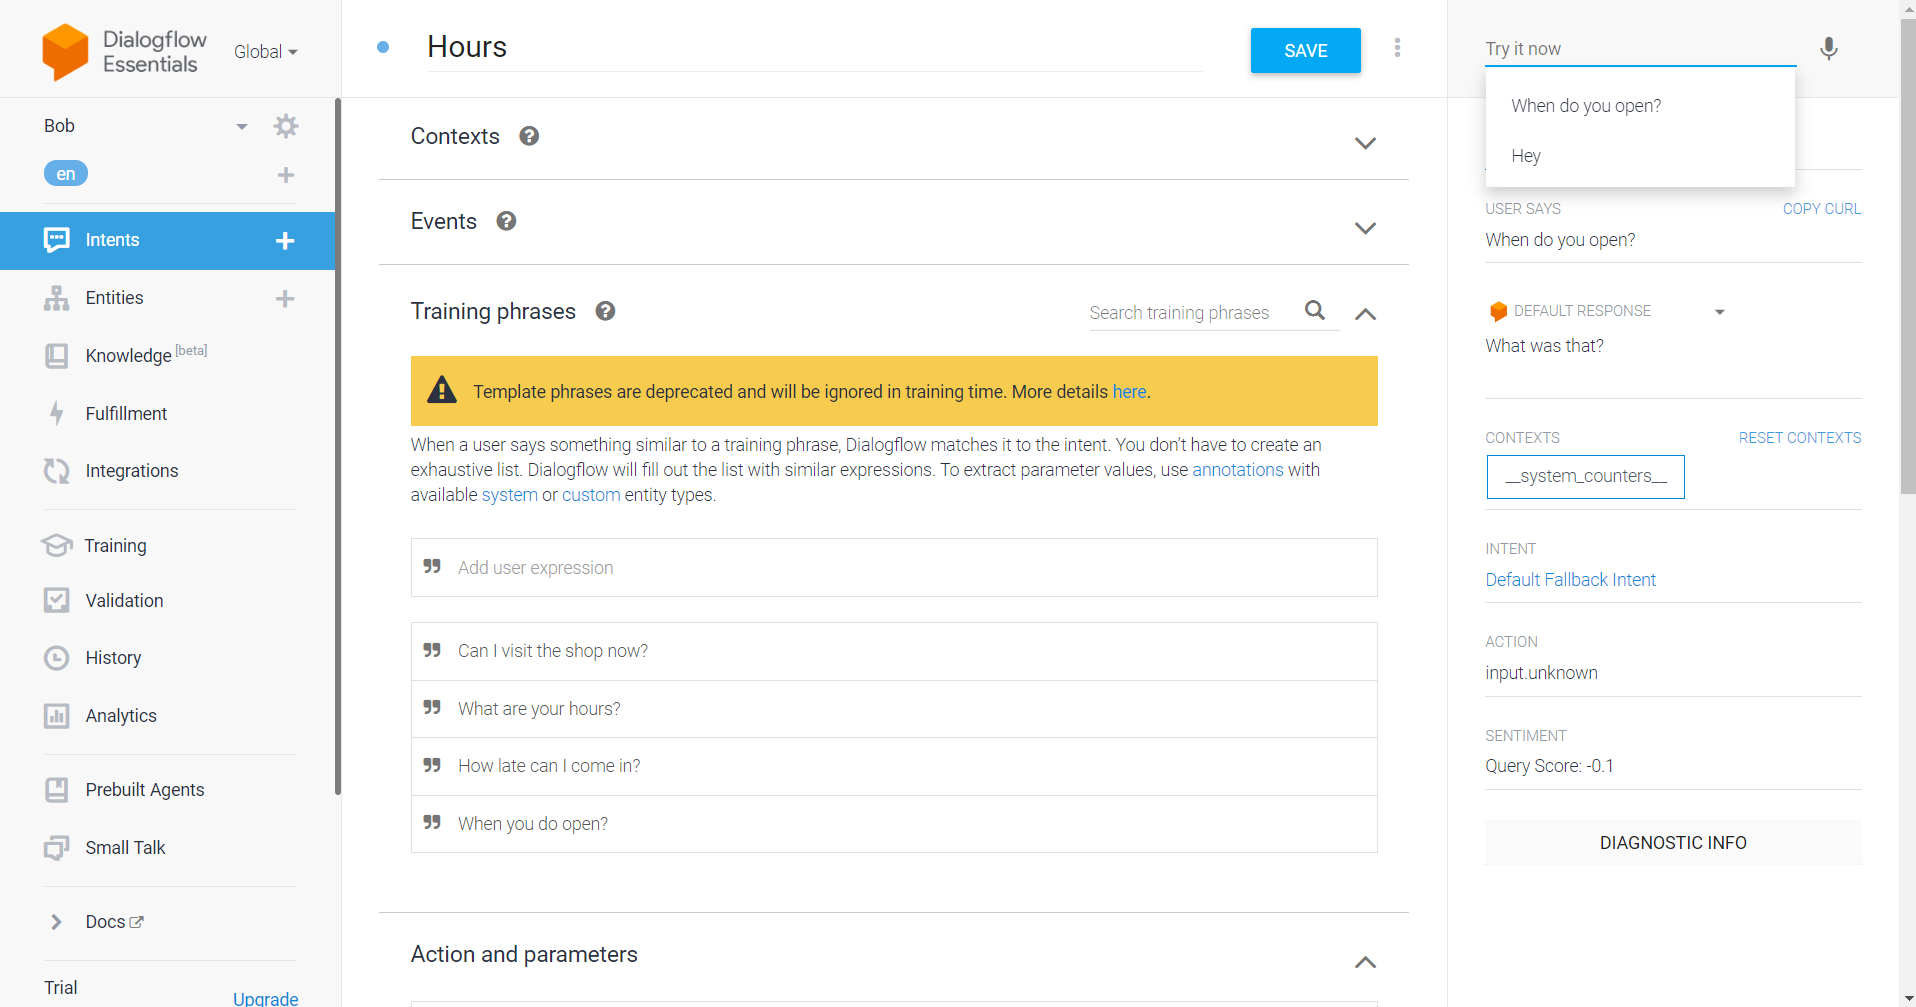 Dialogflow
Essentials
Global
Bob
en
Intents
Entities
Knowledge [beta]
Fulfillment
Integrations
Training
Validation
History
Analytics
Prebuilt Agents
Small Talk
Docs
Trial
Upgrade
Hours
SAVE
Contexts
Events
Training phrases
Search training phrases
Template phrases are deprecated and will be ignored in training time. More details here.
When a user says something similar to a training phrase, Dialogflow matches it to the intent. You don’t have to create an
exhaustive list. Dialogflow will fill out the list with similar expressions. To extract parameter values, use annotations with
available system or custom entity types.
Add user expression
Can I visit the shop now?
What are your hours?
How late can I come in?
When you do open?
Action and parameters
Try it now
When do you open?
Hey
USER SAYS
COPY CURL
When do you open?
DEFAULT RESPONSE
What was that?
CONTEXTS
RESET CONTEXTS
__system_counters__
INTENT
Default Fallback Intent
ACTION
input.unknown
SENTIMENT
Query Score: -0.1
DIAGNOSTIC INFO